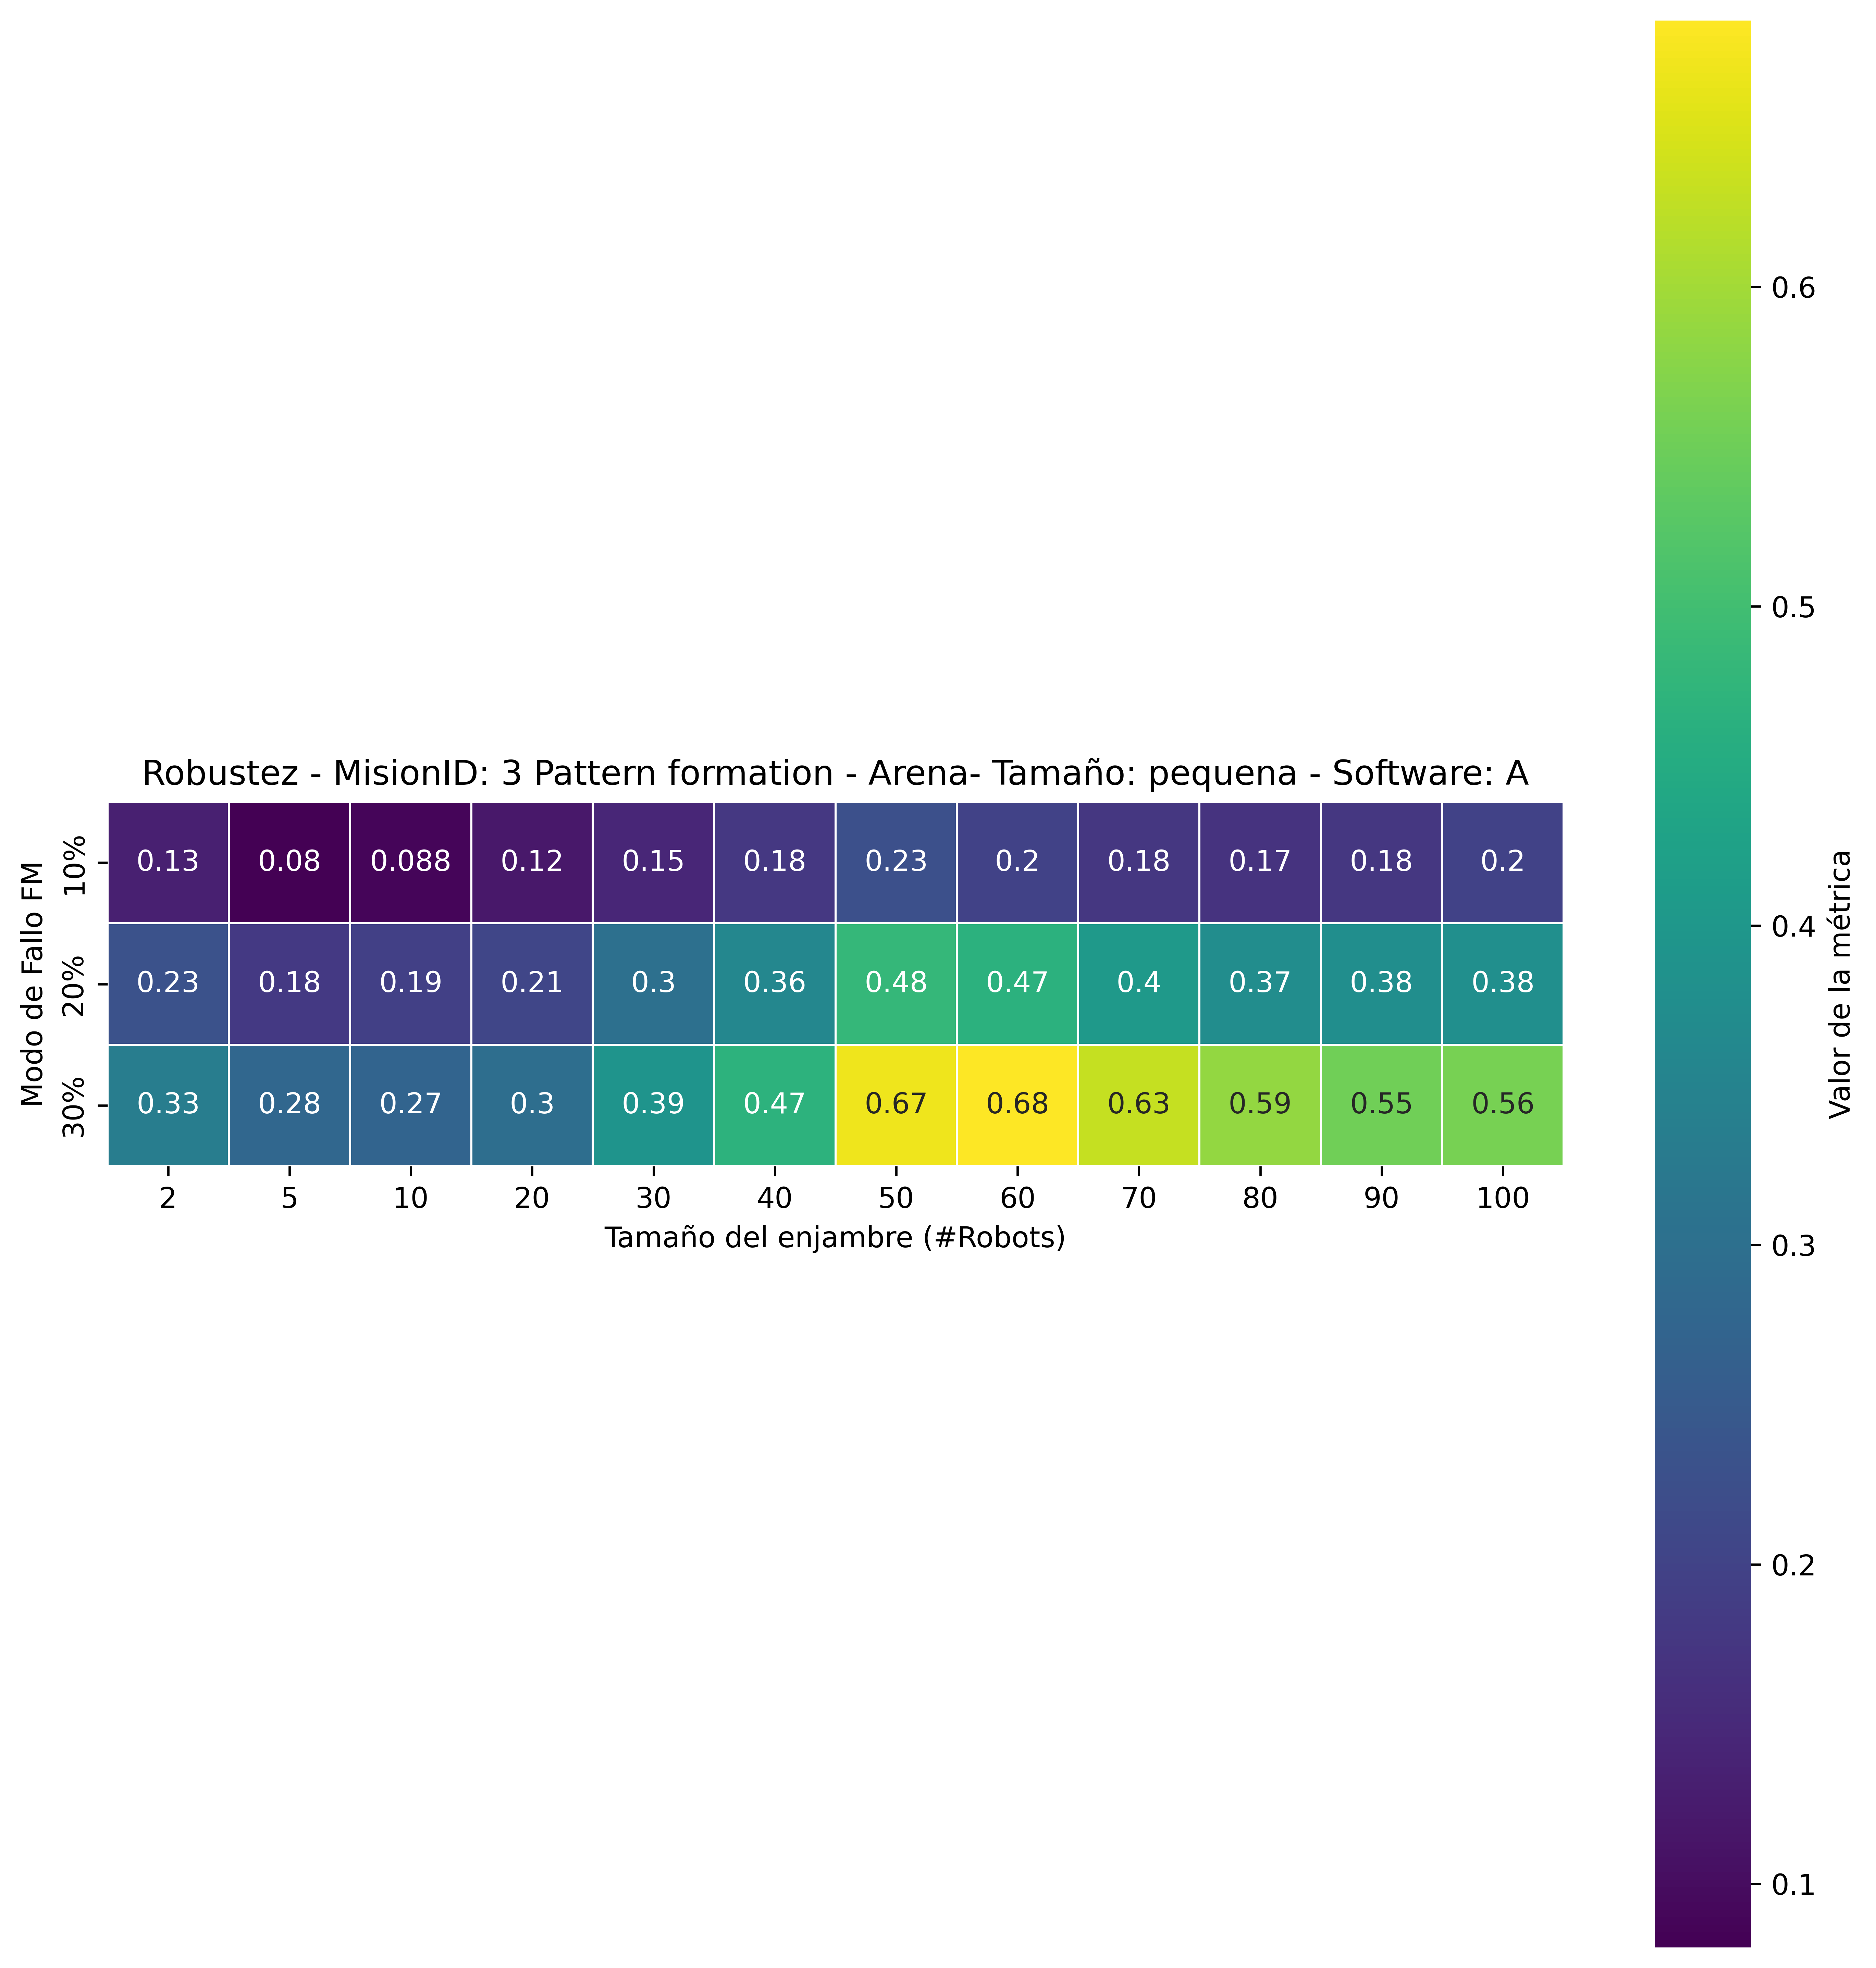 Robustez - MisionID: 3 Pattern formation - Arena- Tamaño: pequena - Software: A
Modo de Fallo FM
10%
0.13 0.08 0.088 0.12 0.15 0.18 0.23 0.2 0.18 0.17 0.18 0.2
20%
0.23 0.18 0.19 0.21 0.3 0.36 0.48 0.47 0.4 0.37 0.38 0.38
30%
0.33 0.28 0.27 0.3 0.39 0.47 0.67 0.68 0.63 0.59 0.55 0.56
2 5 10 20 30 40 50 60 70 80 90 100
Tamaño del enjambre (#Robots)
0.6
0.5
0.4
0.3
0.2
0.1
Valor de la métrica